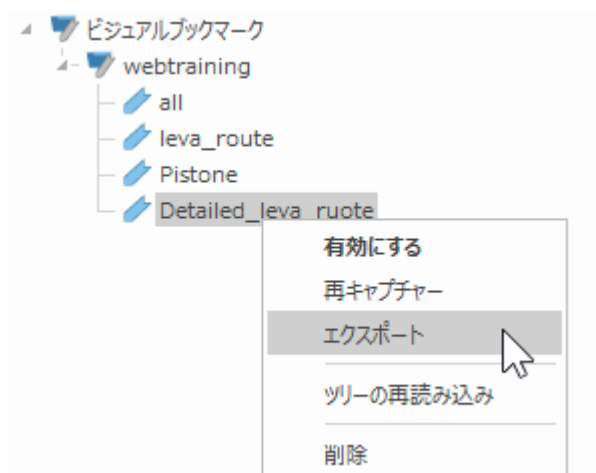 ビジュアルブックマーク
webtraining
all
leva_route
Pistone
Detailed_leva_ruote
有効にする
再キャプチャー
エクスポート
ツリーの再読み込み
削除